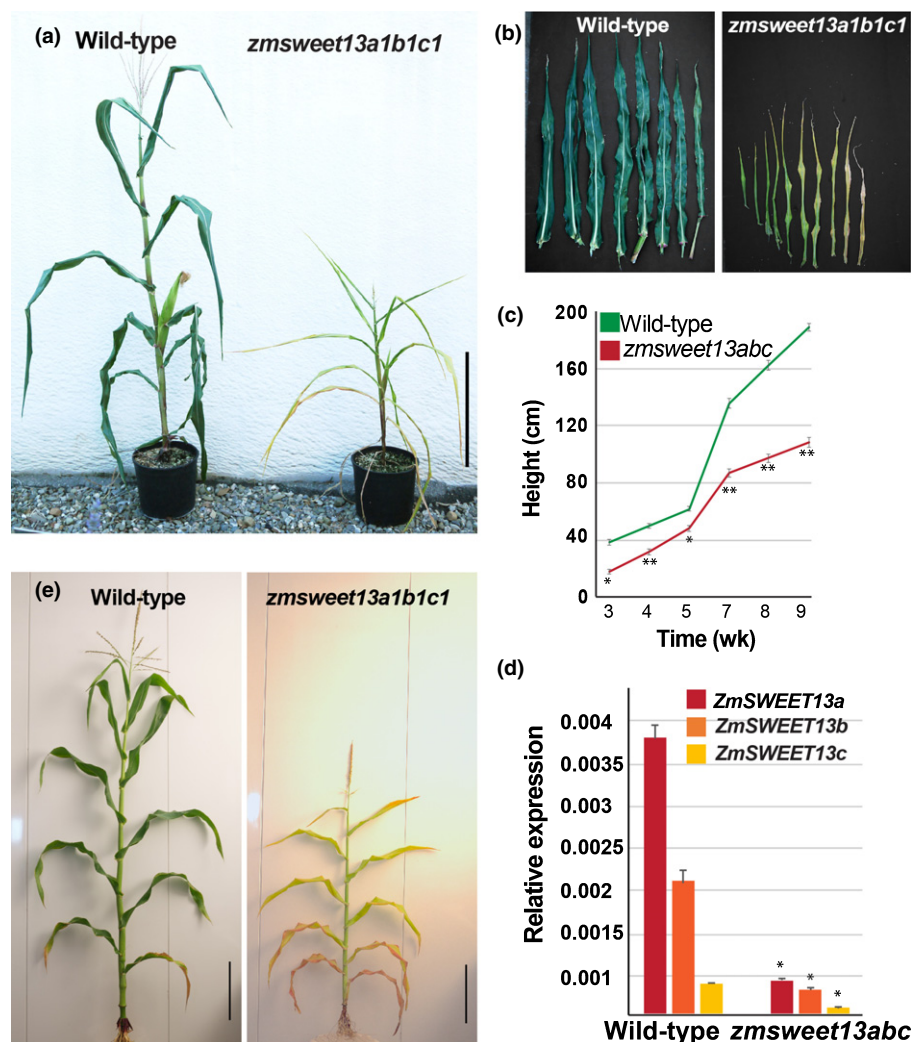 (a)
Wild-type
zmsweet13a1b1c1
(b)
Wild-type
zmsweet13a1b1c1
(c)
200
160
120
80
40
0
Height (cm)
Wild-type
zmsweet13abc
*
**
*
**
**
**
3 4 5 7 8 9
Time (wk)
(d)
ZmSWEET13a
ZmSWEET13b
ZmSWEET13c
0.004
0.0035
0.003
0.0025
0.002
0.0015
0.001
Relative expression
*
*
*
Wild-type zmsweet13abc
(e)
Wild-type
zmsweet13a1b1c1